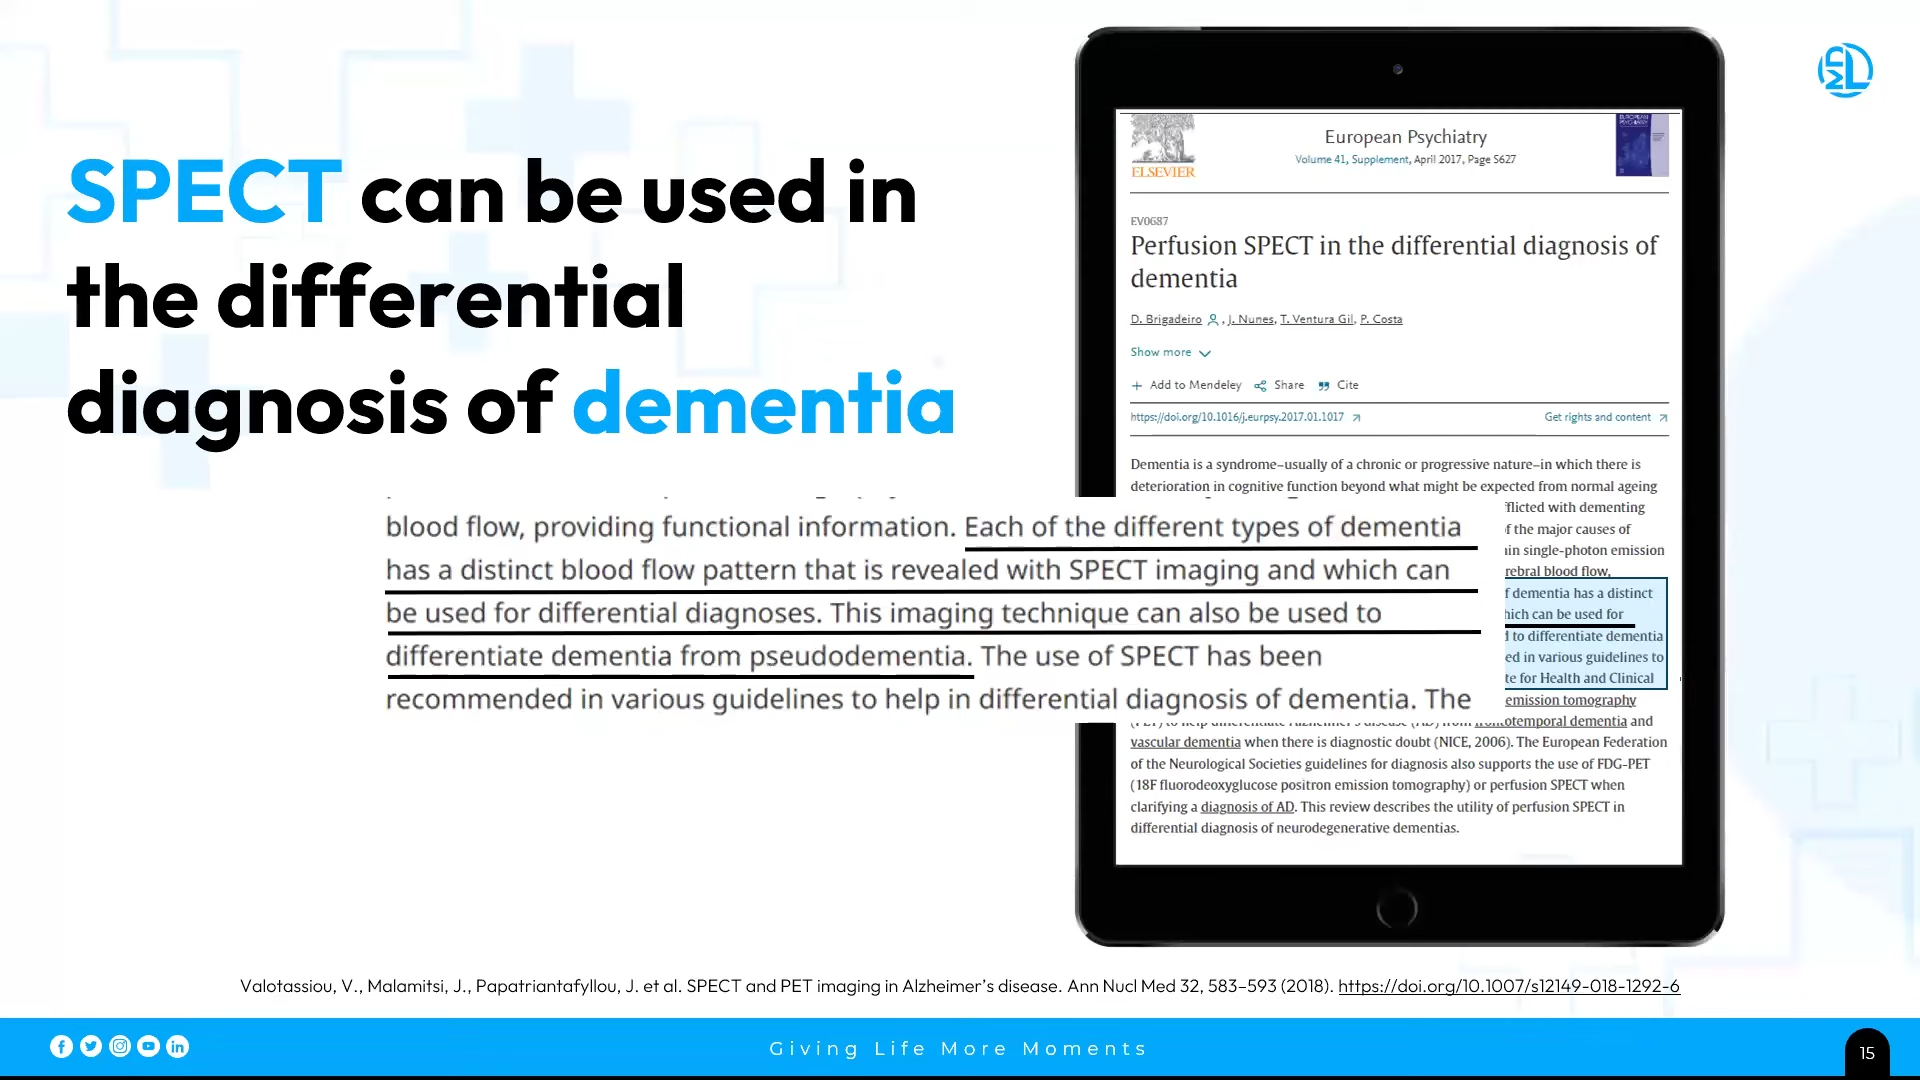 SPECT can be used in
the differential
diagnosis of dementia
ELSEVIER
European Psychiatry
Volume 41, Supplement, April 2017, Page S627
EUROPEAN
PSYCHIATRY
EV0687
Perfusion SPECT in the differential diagnosis of
dementia
D. Brigadeiro, J. Nunes, T. Ventura Gil, P. Costa
Show more
+ Add to Mendeley Share Cite
https://doi.org/10.1016/j.eurpsy.2017.01.1017 Get rights and content
Dementia is a syndrome–usually of a chronic or progressive nature–in which there is
deterioration in cognitive function beyond what might be expected from normal ageing
flicted with dementing
f the major causes of
in single-photon emission
rebral blood flow,
f dementia has a distinct
hich can be used for
d to differentiate dementia
ed in various guidelines to
te for Health and Clinical
emission tomography
blood flow, providing functional information. Each of the different types of dementia
has a distinct blood flow pattern that is revealed with SPECT imaging and which can
be used for differential diagnoses. This imaging technique can also be used to
differentiate dementia from pseudodementia. The use of SPECT has been
recommended in various guidelines to help in differential diagnosis of dementia. The
(PET) to help differentiate Alzheimer's disease (AD) from frontotemporal dementia and
vascular dementia when there is diagnostic doubt (NICE, 2006). The European Federation
of the Neurological Societies guidelines for diagnosis also supports the use of FDG-PET
(18F fluorodeoxyglucose positron emission tomography) or perfusion SPECT when
clarifying a diagnosis of AD. This review describes the utility of perfusion SPECT in
differential diagnosis of neurodegenerative dementias.
Valotassiou, V., Malamitsi, J., Papatriantafyllou, J. et al. SPECT and PET imaging in Alzheimer's disease. Ann Nucl Med 32, 583–593 (2018). https://doi.org/10.1007/s12149-018-1292-6
Giving Life More Moments
15